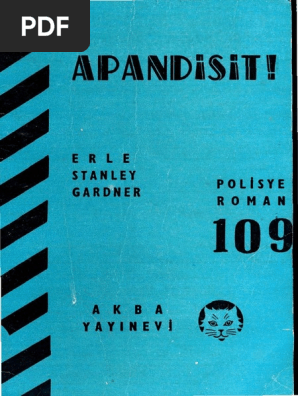 PDF
APANDİSİT!
ERLE
STANLEY
GARDNER
POLİSYE
ROMAN
109
AKBA
YAYINEVİ